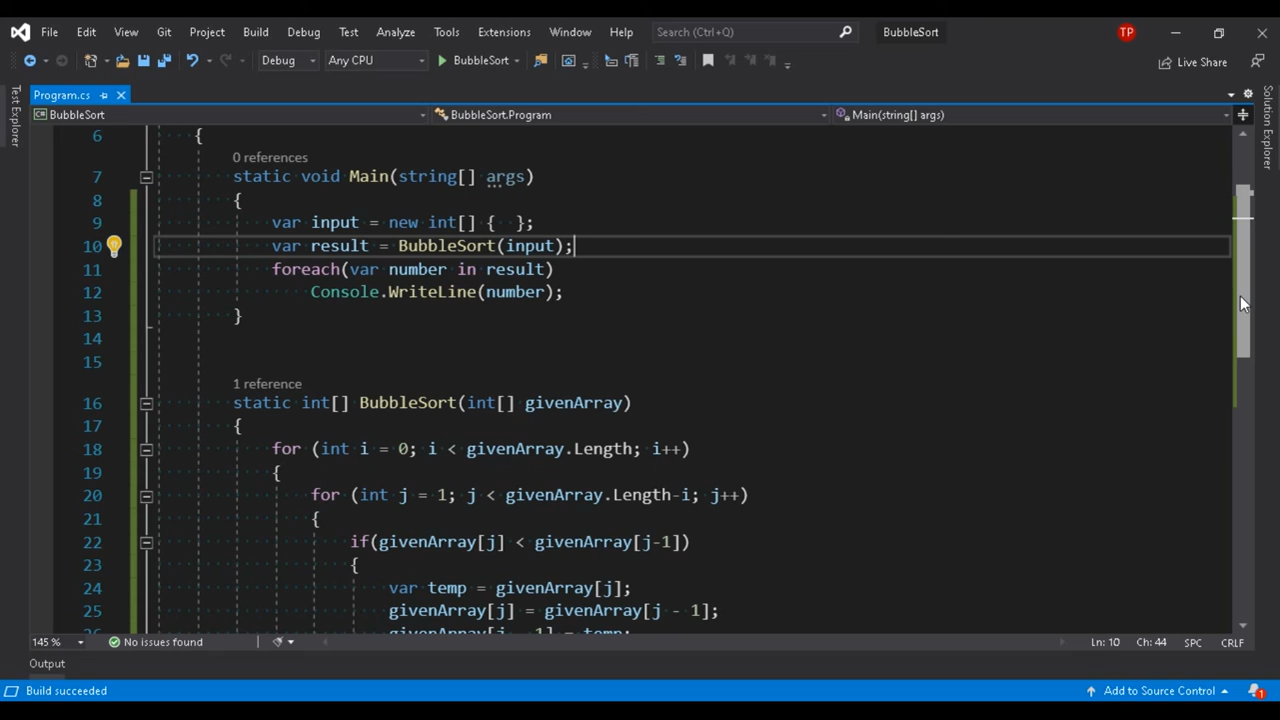 File Edit View Git Project Build Debug Test Analyze Tools Extensions Window Help Search (Ctrl+Q) BubbleSort TP
Debug Any CPU BubbleSort Live Share
Test Explorer
Solution Explorer
Program.cs
BubbleSort BubbleSort.Program Main(string[] args)
6 {
0 references
7 static void Main(string[] args)
8 {
9 var input = new int[] { };
10 var result = BubbleSort(input);
11 foreach(var number in result)
12 Console.WriteLine(number);
13 }
14
15
1 reference
16 static int[] BubbleSort(int[] givenArray)
17 {
18 for (int i = 0; i < givenArray.Length; i++)
19 {
20 for (int j = 1; j < givenArray.Length-i; j++)
21 {
22 if(givenArray[j] < givenArray[j-1])
23 {
24 var temp = givenArray[j];
25 givenArray[j] = givenArray[j - 1];
26 givenArray[j - 1] = temp;
145 % No issues found Ln: 10 Ch: 44 SPC CRLF
Output
Build succeeded Add to Source Control 1